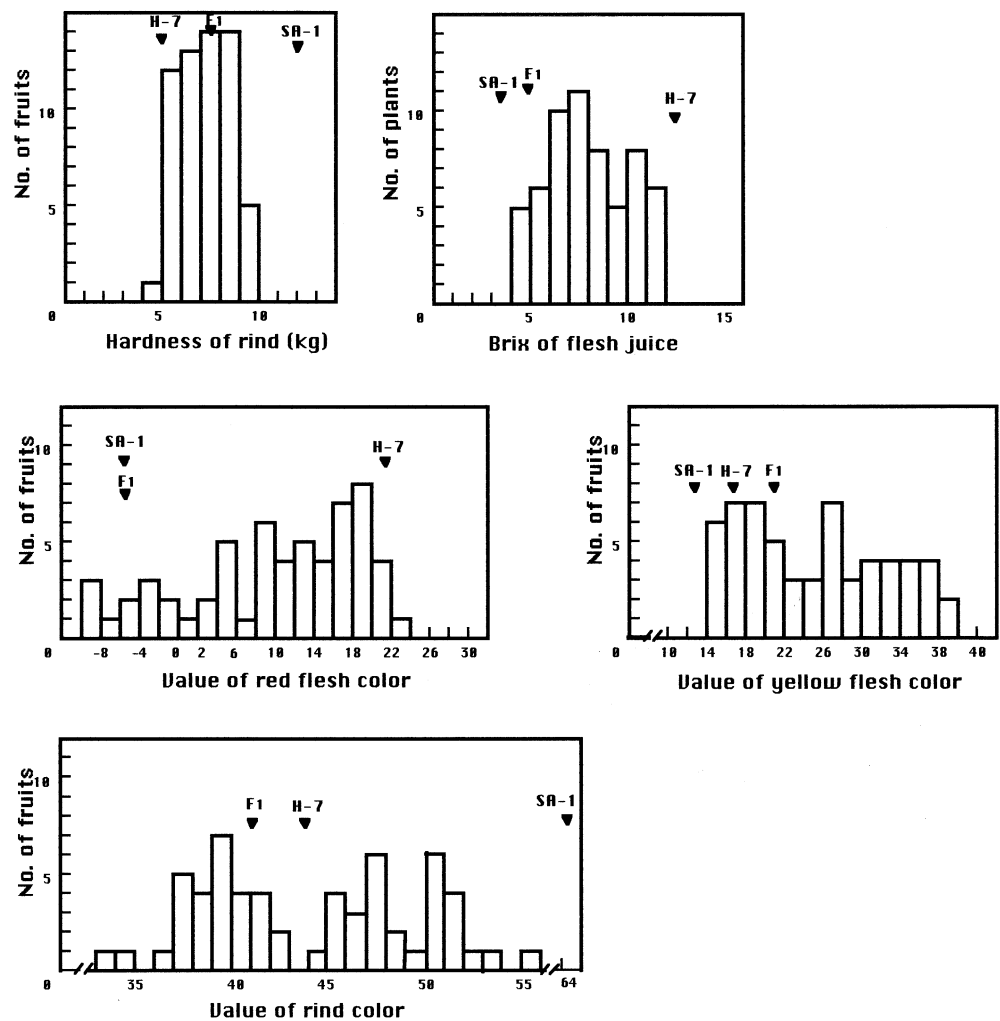 H-7 F1 SA-1
No. of fruits
10
5
0 5 10
Hardness of rind (kg)
SA-1 F1 H-7
No. of plants
10
5
0 5 10 15
Brix of flesh juice
SA-1 H-7
F1
No. of fruits
10
5
0 -8 -4 0 2 6 10 14 18 22 26 30
Value of red flesh color
SA-1 H-7 F1
No. of fruits
10
5
0 10 14 18 22 26 30 34 38 40
Value of yellow flesh color
F1 H-7 SA-1
No. of fruits
10
5
0 35 40 45 50 55 64
Value of rind color